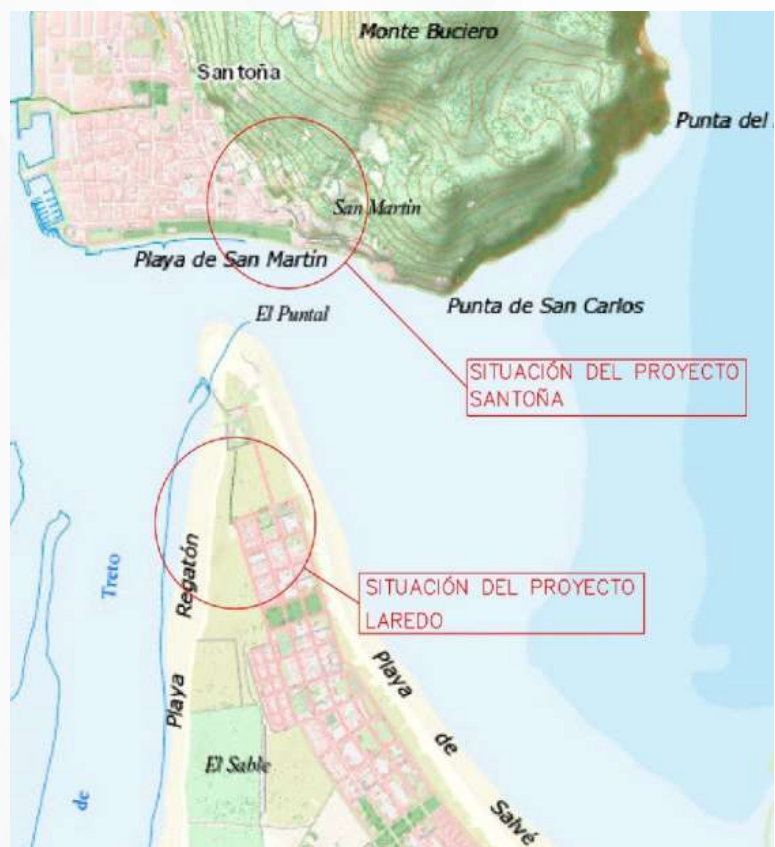 Monte Buciero
Santoña
Punta del
San Martín
Playa de San Martín
El Puntal
Punta de San Carlos
SITUACIÓN DEL PROYECTO
SANTOÑA
Treto
Regatón
SITUACIÓN DEL PROYECTO
LAREDO
Playa
Playa
de
El Sable
de
Salvé